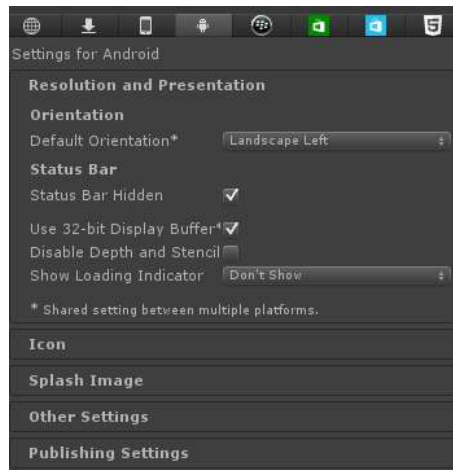 Settings for Android
Resolution and Presentation
Orientation
Default Orientation* Landscape Left
Status Bar
Status Bar Hidden
Use 32-bit Display Buffer*
Disable Depth and Stencil
Show Loading Indicator Don't Show
* Shared setting between multiple platforms.
Icon
Splash Image
Other Settings
Publishing Settings